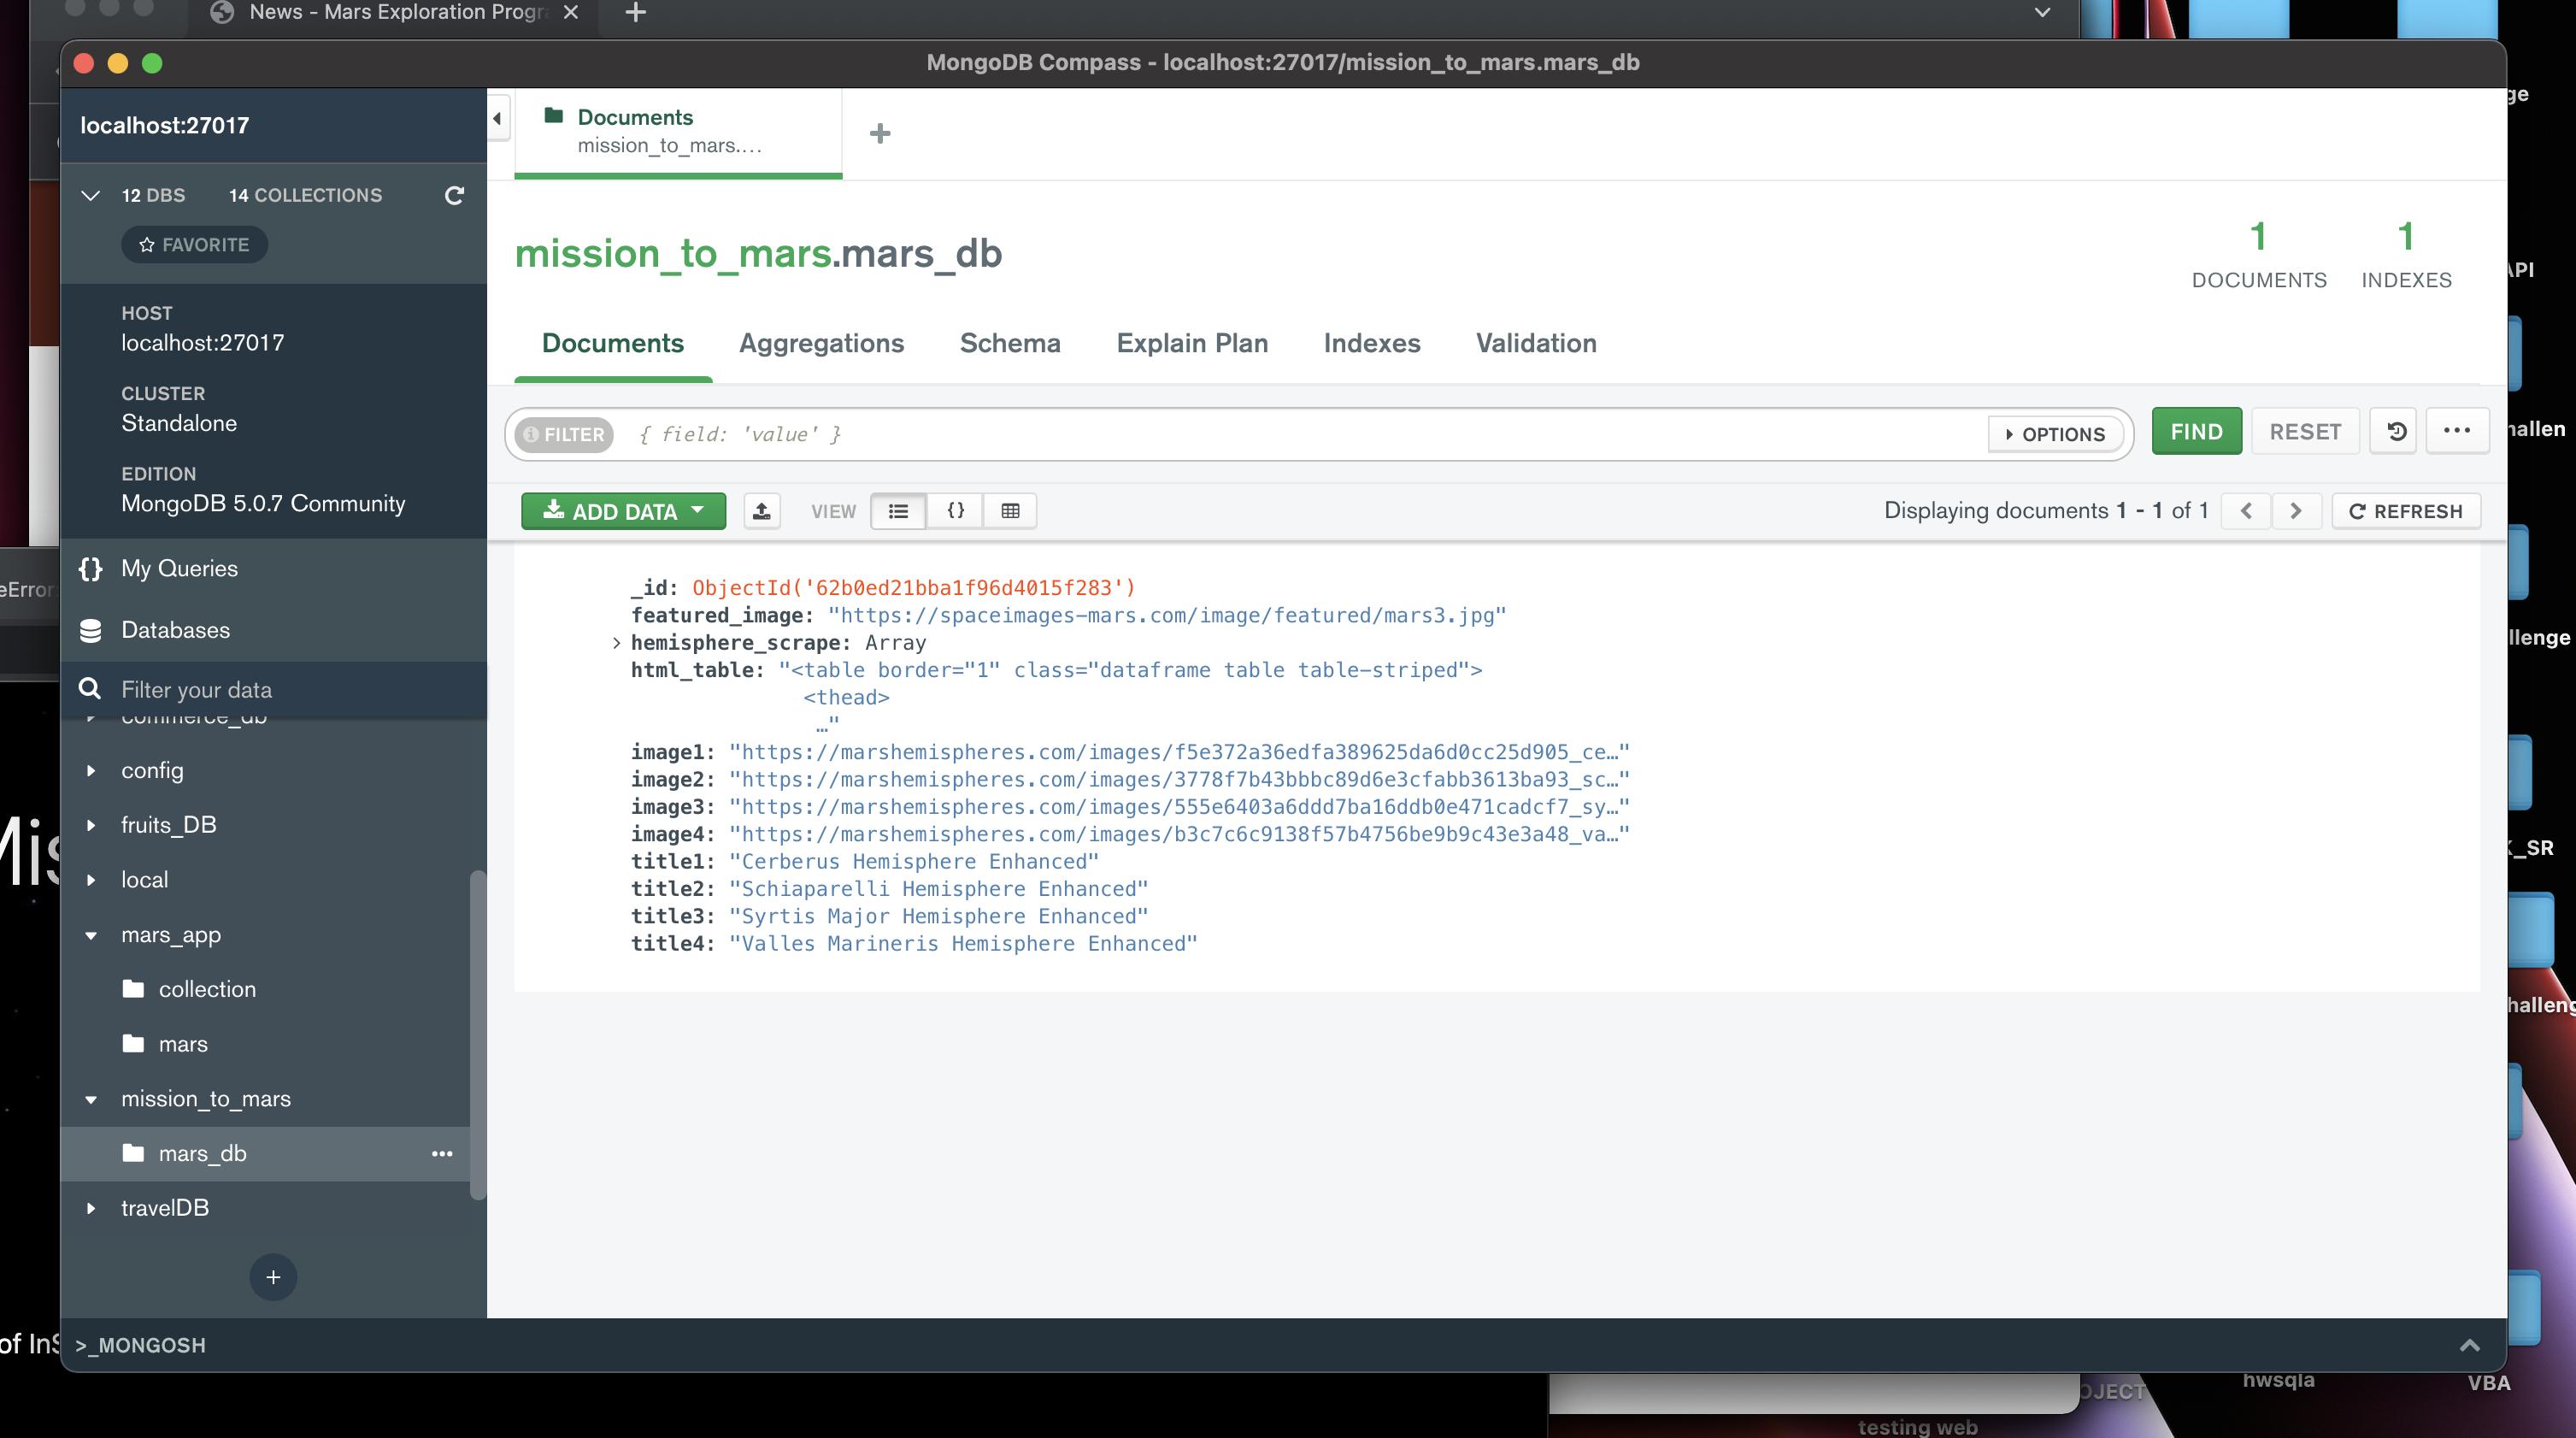 News - Mars Exploration Progr
MongoDB Compass - localhost:27017/mission_to_mars.mars_db
localhost:27017
12 DBS 14 COLLECTIONS
FAVORITE
HOST
localhost:27017
CLUSTER
Standalone
EDITION
MongoDB 5.0.7 Community
{} My Queries
Databases
Filter your data
commerce_db
config
fruits_DB
local
mars_app
collection
mars
mission_to_mars
mars_db •••
travelDB
+
>_MONGOSH
Documents
mission_to_mars....
mission_to_mars.mars_db
1 DOCUMENTS
1 INDEXES
Documents Aggregations Schema Explain Plan Indexes Validation
FILTER { field: 'value' } OPTIONS FIND RESET •••
ADD DATA VIEW {} Displaying documents 1 - 1 of 1 < > REFRESH
_id: ObjectId('62b0ed21bba1f96d4015f283')
featured_image: "https://spaceimages-mars.com/image/featured/mars3.jpg"
> hemisphere_scrape: Array
html_table: "<table border="1" class="dataframe table table-striped">
<thead>
…"
image1: "https://marshemispheres.com/images/f5e372a36edfa389625da6d0cc25d905_ce…"
image2: "https://marshemispheres.com/images/3778f7b43bbbc89d6e3cfabb3613ba93_sc…"
image3: "https://marshemispheres.com/images/555e6403a6ddd7ba16ddb0e471cadcf7_sy…"
image4: "https://marshemispheres.com/images/b3c7c6c9138f57b4756be9b9c43e3a48_va…"
title1: "Cerberus Hemisphere Enhanced"
title2: "Schiaparelli Hemisphere Enhanced"
title3: "Syrtis Major Hemisphere Enhanced"
title4: "Valles Marineris Hemisphere Enhanced"
eError:
Mis
of InS
ge
API
hallen
llenge
K_SR
halleng
OJECT
hwsqla
VBA
testing web